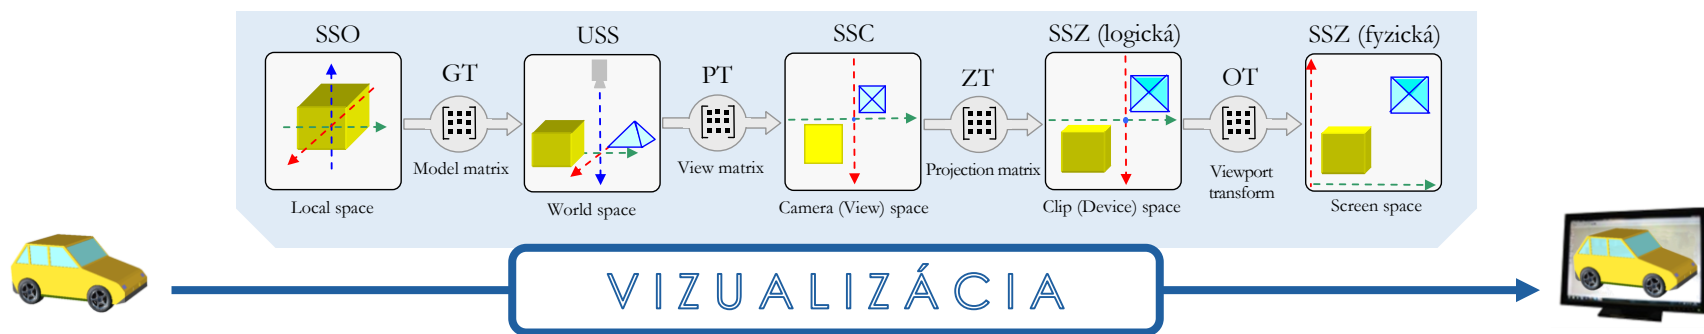 SSO
USS
SSC
SSZ (logická)
SSZ (fyzická)
GT
PT
ZT
OT
Model matrix
View matrix
Projection matrix
Viewport
transform
Local space
World space
Camera (View) space
Clip (Device) space
Screen space
VIZUALIZÁCIA